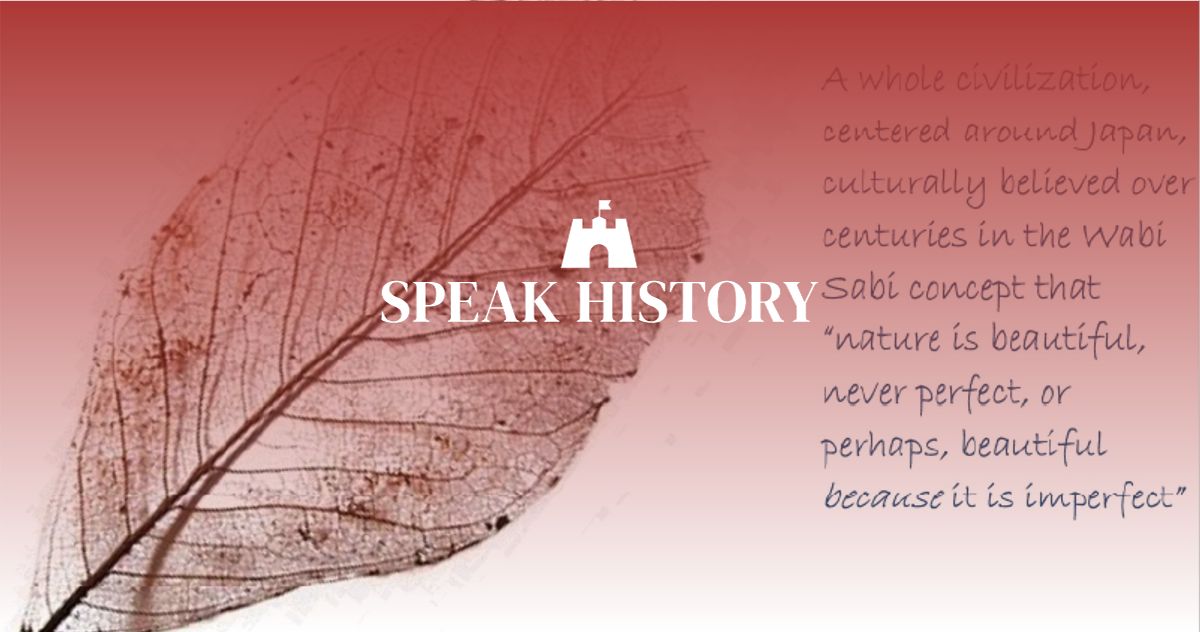 A whole civilization,
centered around Japan,
culturally believed over
centuries in the Wabi
Sabi concept that
“nature is beautiful,
never perfect, or
perhaps, beautiful
because it is imperfect”
SPEAK HISTORY